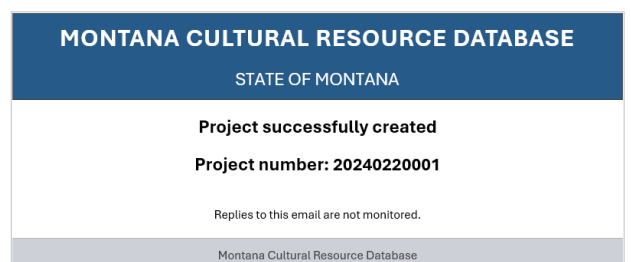 MONTANA CULTURAL RESOURCE DATABASE
STATE OF MONTANA
Project successfully created
Project number: 20240220001
Replies to this email are not monitored.
Montana Cultural Resource Database